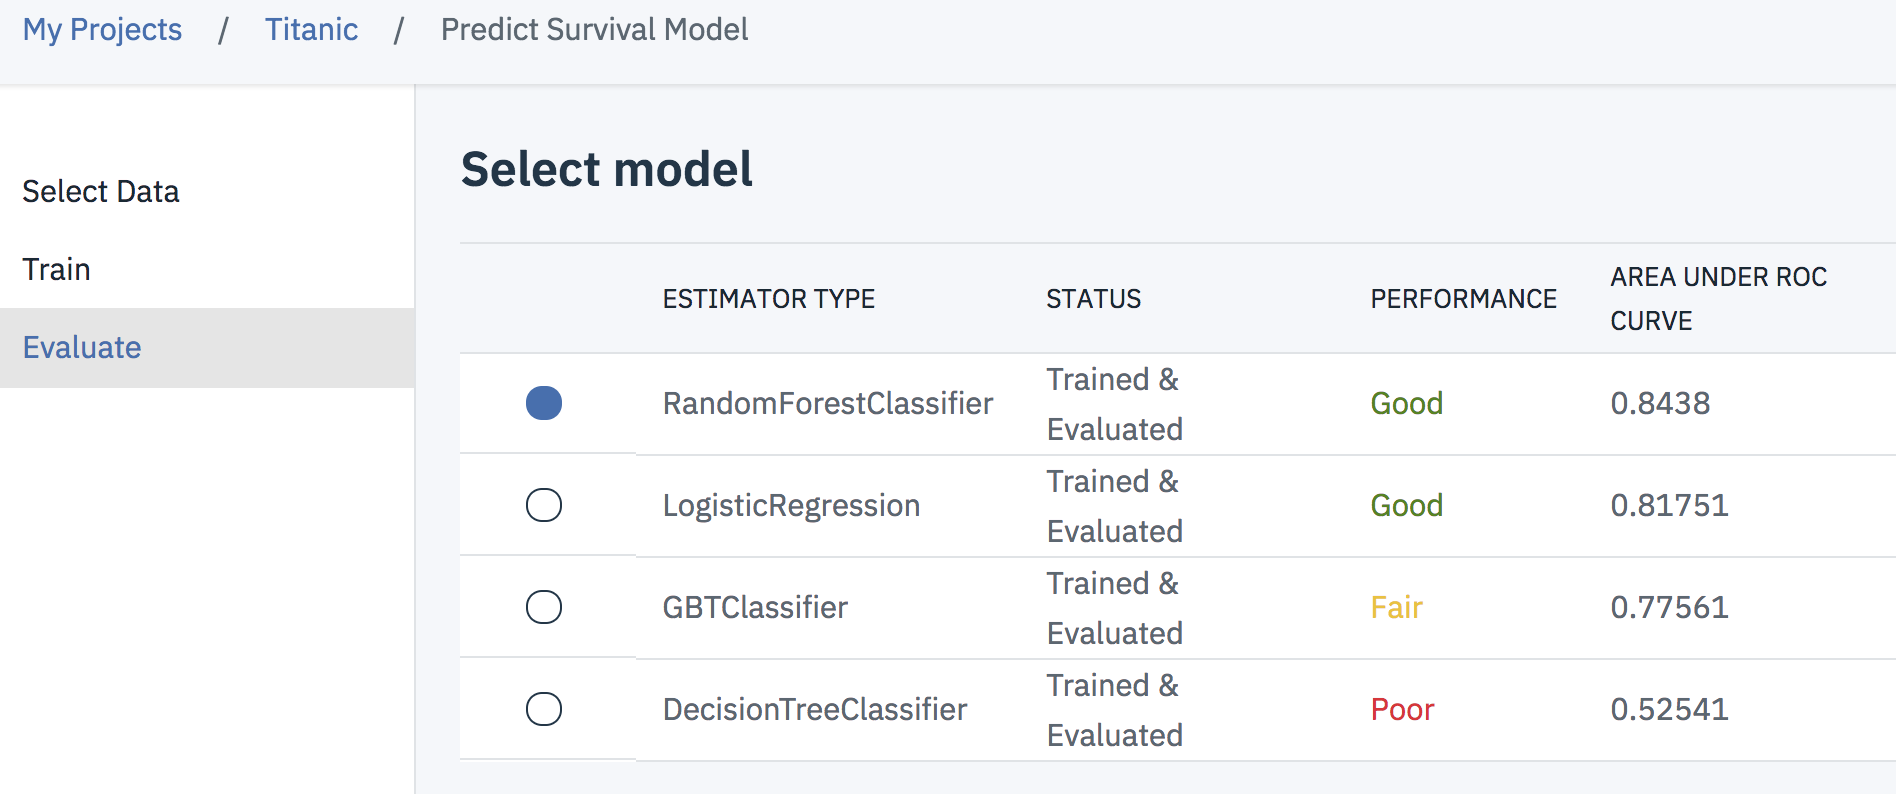 My Projects / Titanic / Predict Survival Model
Select Data
Train
Evaluate
Select model
ESTIMATOR TYPE STATUS PERFORMANCE AREA UNDER ROC CURVE
RandomForestClassifier Trained & Evaluated Good 0.8438
LogisticRegression Trained & Evaluated Good 0.81751
GBTClassifier Trained & Evaluated Fair 0.77561
DecisionTreeClassifier Trained & Evaluated Poor 0.52541